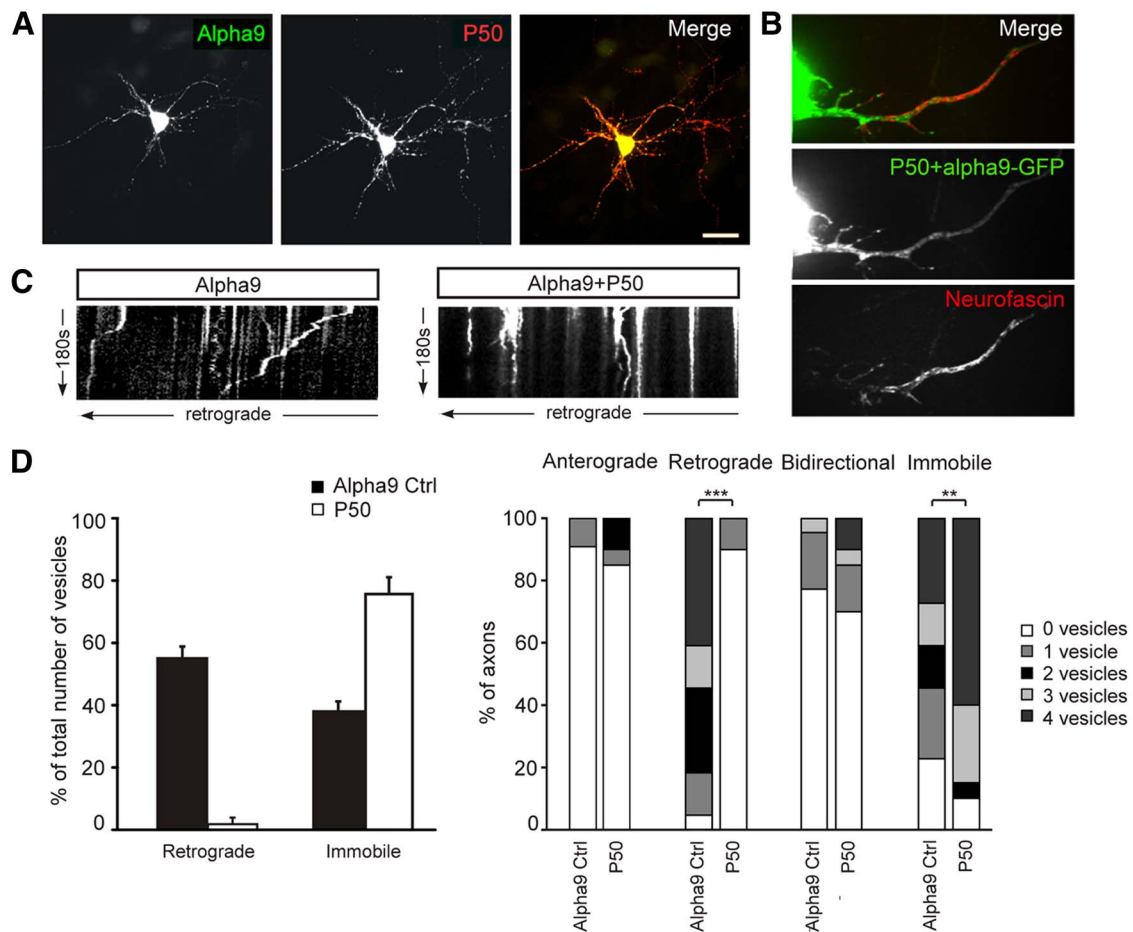 A
Alpha9
P50
Merge
B
Merge
P50+alpha9-GFP
Neurofascin
C
Alpha9
180s
retrograde
Alpha9+P50
180s
retrograde
D
Alpha9 Ctrl
P50
% of total number of vesicles
100
80
60
40
20
0
Retrograde
Immobile
Anterograde
Retrograde
Bidirectional
Immobile
***
**
% of axons
100
80
60
40
20
0
Alpha9 Ctrl
P50
Alpha9 Ctrl
P50
Alpha9 Ctrl
P50
Alpha9 Ctrl
P50
0 vesicles
1 vesicle
2 vesicles
3 vesicles
4 vesicles